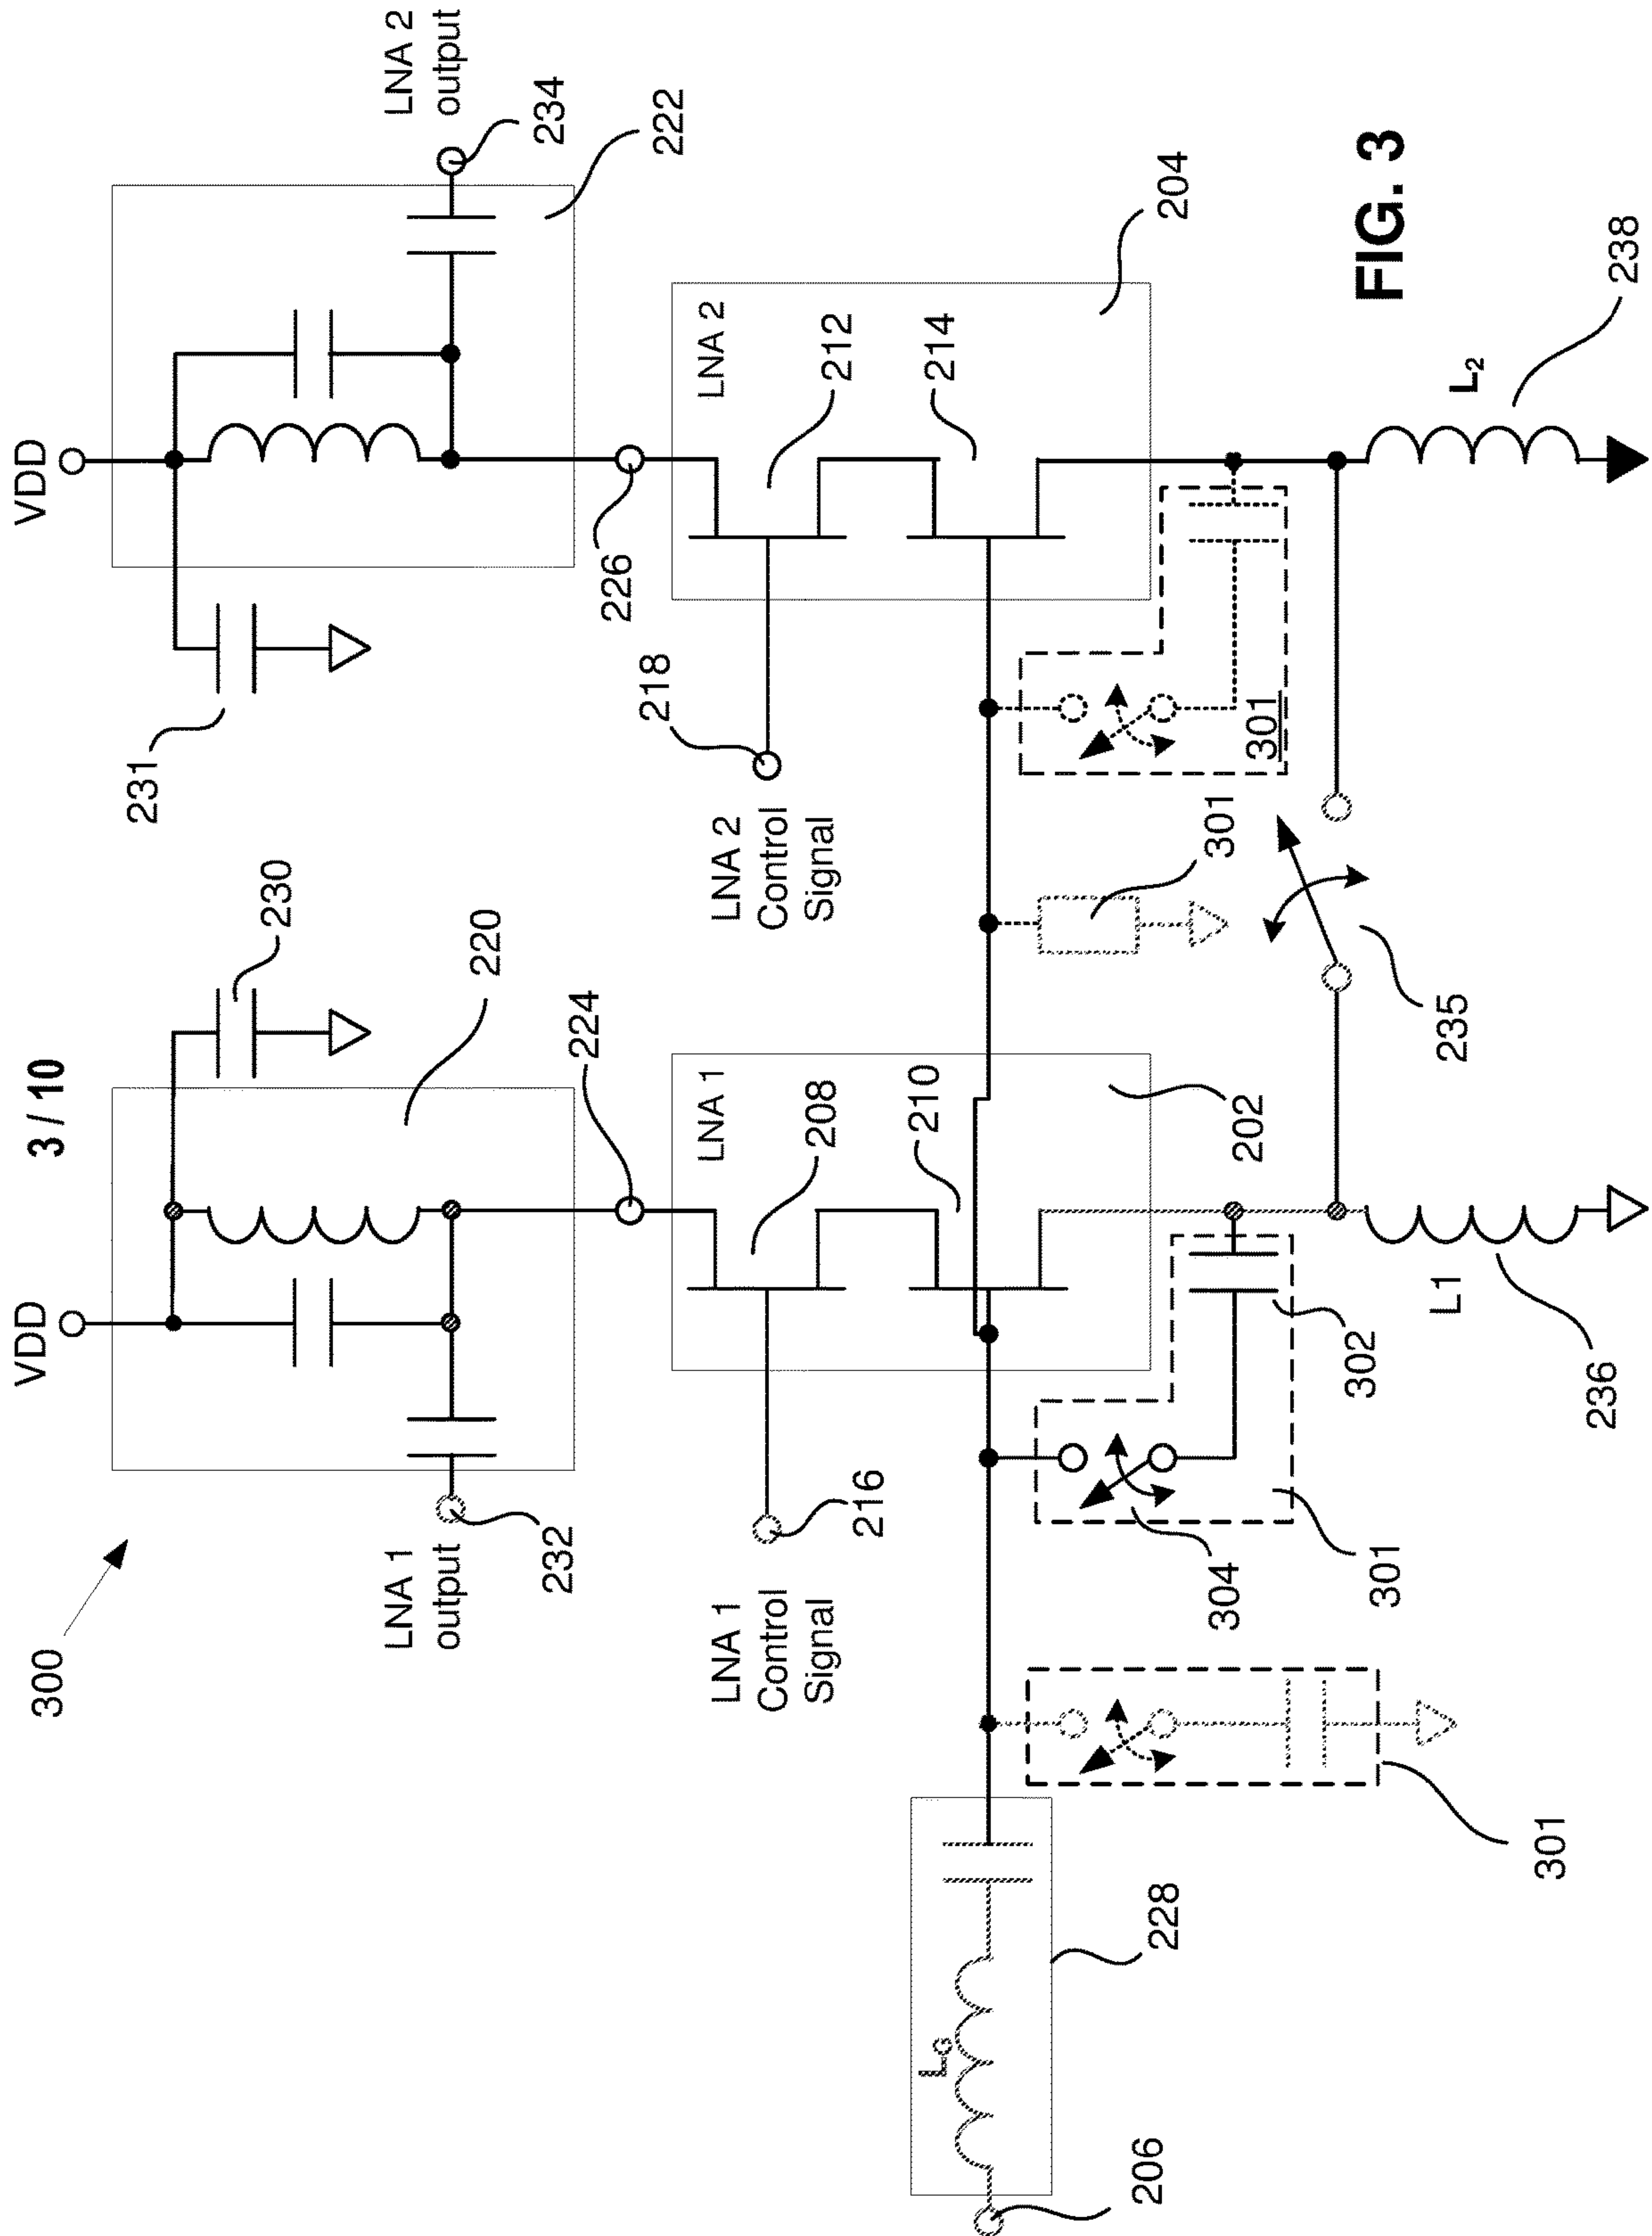 3 / 10
300
VDD
VDD
230
231
220
LNA 1
output
232
224
LNA 2
output
234
222
226
LNA 1
Control
Signal
216
LNA 1
208
210
202
LNA 2
Control
Signal
218
LNA 2
212
214
204
LG
206
228
301
304
301
302
301
301
235
L1
236
L2
238
FIG. 3